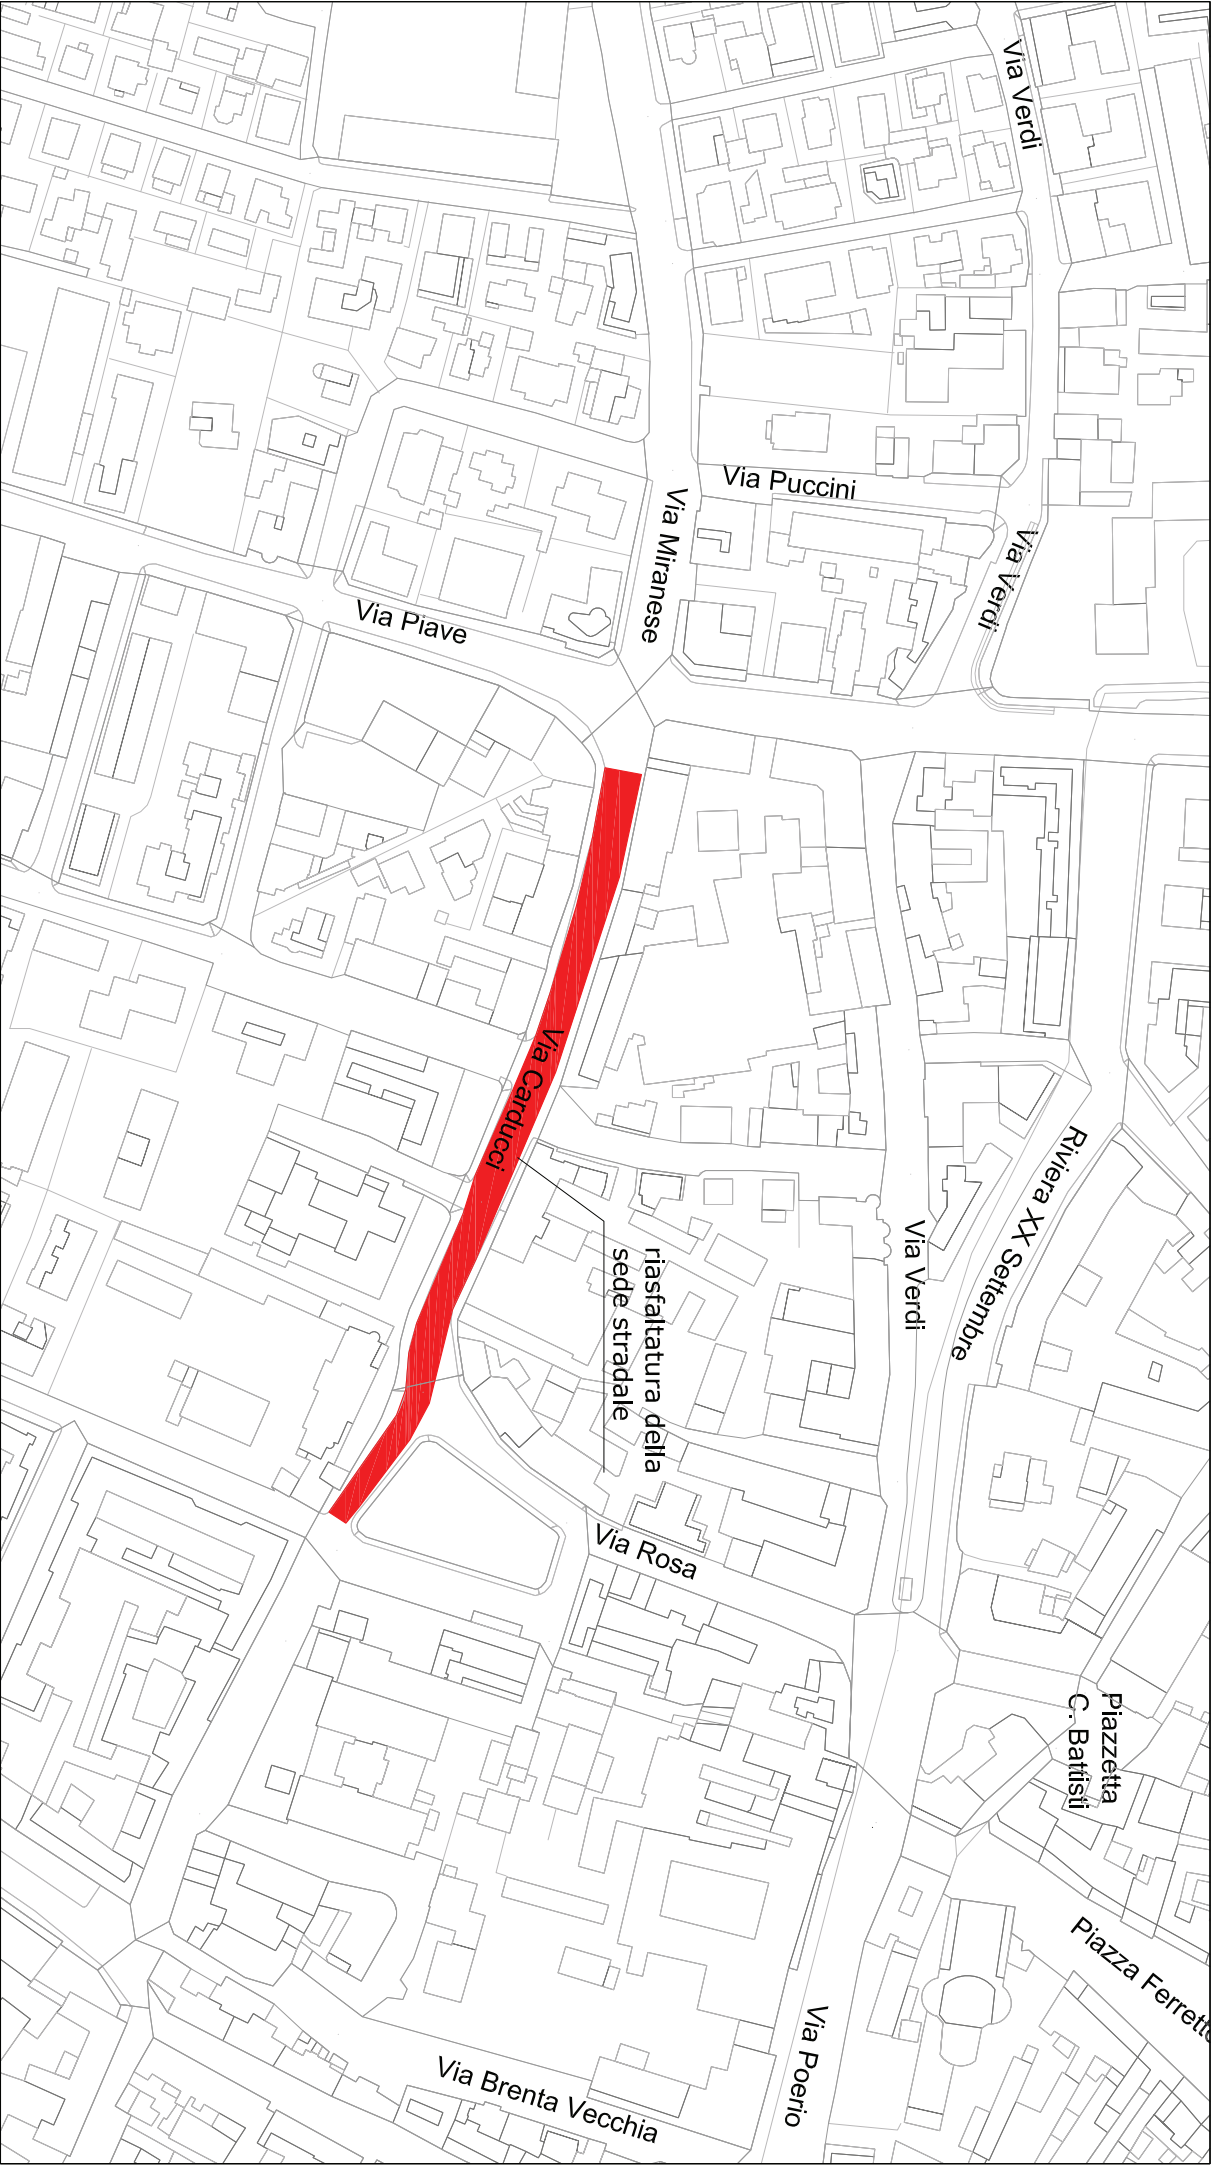 Via Verdi
Via Puccini
Via Miranese
Via Verdi
Via Piave
Via Carducci
Riviera XX Settembre
Via Verdi
riasfaltatura della
sede stradale
Via Rosa
Piazzetta
C. Battisti
Piazza Ferretto
Via Poerio
Via Brenta Vecchia